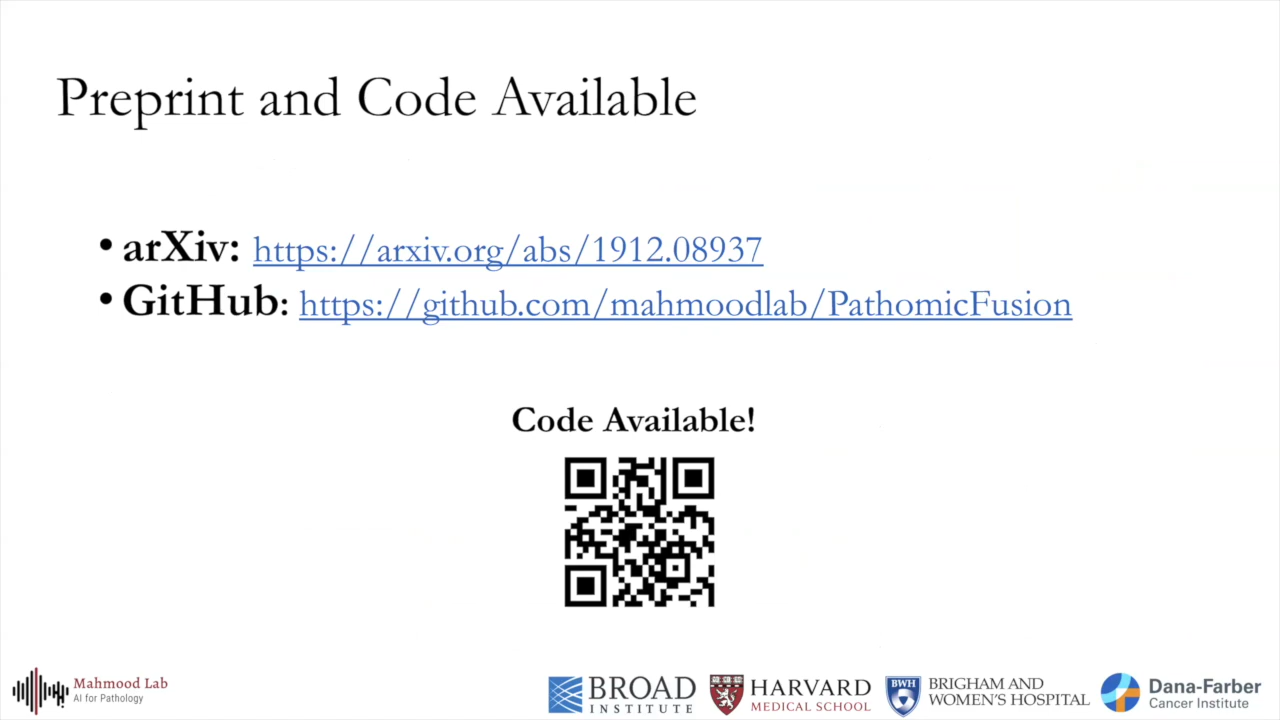 Preprint and Code Available
• arXiv: https://arxiv.org/abs/1912.08937
• GitHub: https://github.com/mahmoodlab/PathomicFusion
Code Available!
Mahmood Lab
AI for Pathology
BROAD
INSTITUTE
HARVARD
MEDICAL SCHOOL
BWH
BRIGHAM AND
WOMEN'S HOSPITAL
Dana-Farber
Cancer Institute